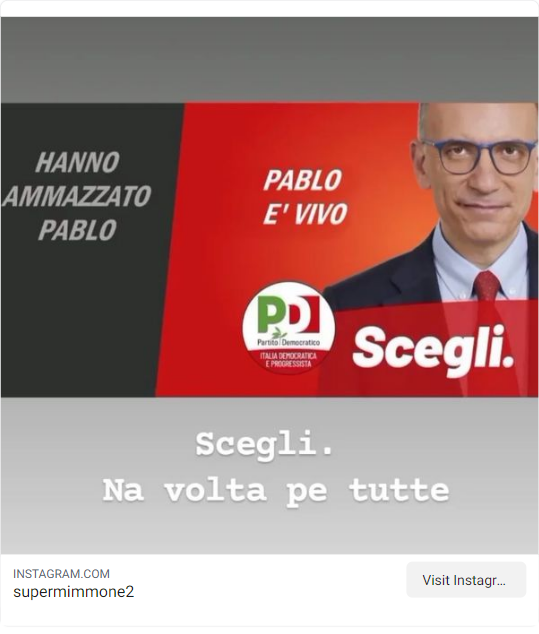 HANNO
AMMAZZATO
PABLO
PABLO
E' VIVO
PD
Partito Democratico
ITALIA DEMOCRATICA
E PROGRESSISTA
Scegli.
Scegli.
Na volta pe tutte
INSTAGRAM.COM
supermimmone2
Visit Instagr...